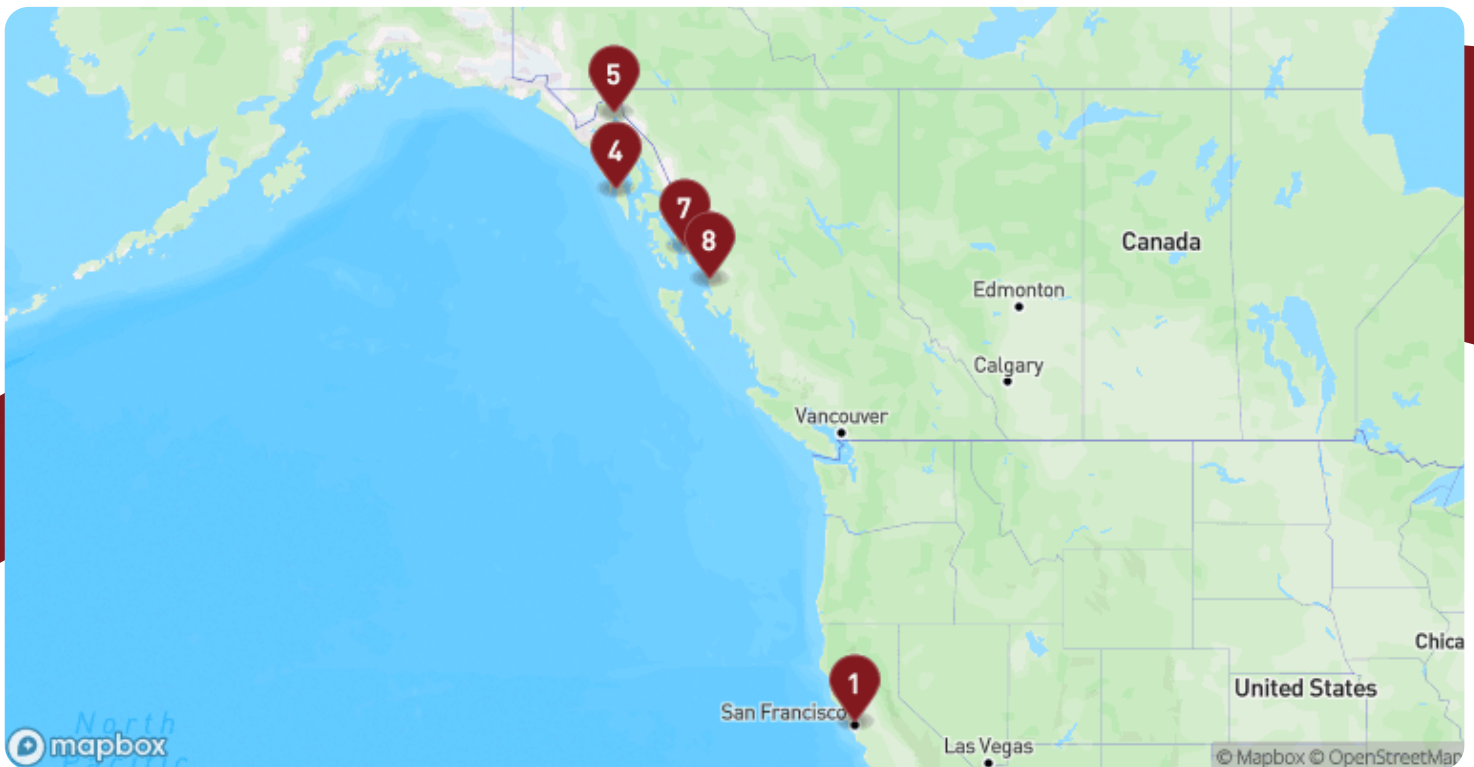 5
4
7
8
Canada
Edmonton
Calgary
Vancouver
Chica
1
United States
San Francisco
Las Vegas
North
Pacific
mapbox
© Mapbox © OpenStreetMap